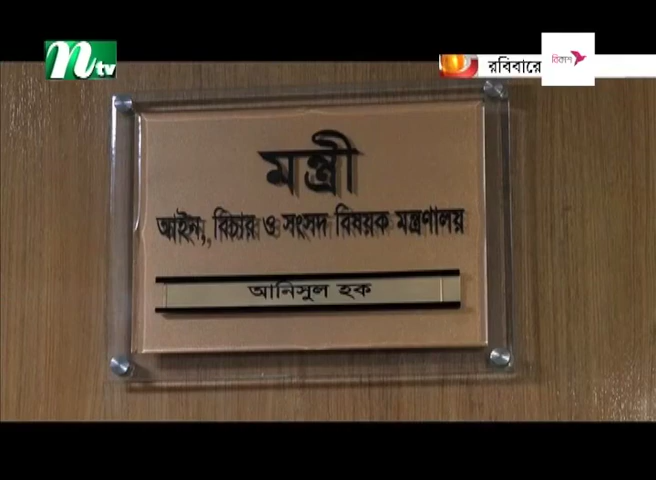 ntv
রবিবারে
বিকাশ
মন্ত্রী
আইন, বিচার ও সংসদ বিষয়ক মন্ত্রণালয়
আনিসুল হক